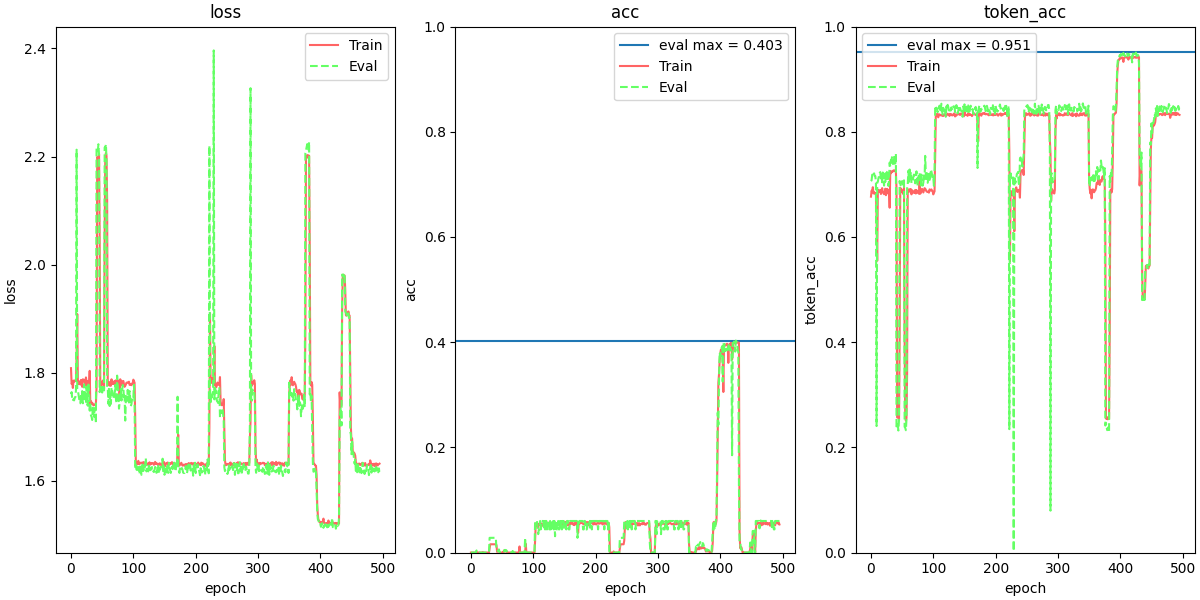 loss
loss
2.4
2.2
2.0
1.8
1.6
0 100 200 300 400 500
epoch
Train
Eval
acc
acc
1.0
0.8
0.6
0.4
0.2
0.0
0 100 200 300 400 500
epoch
eval max = 0.403
Train
Eval
token_acc
token_acc
1.0
0.8
0.6
0.4
0.2
0.0
0 100 200 300 400 500
epoch
eval max = 0.951
Train
Eval